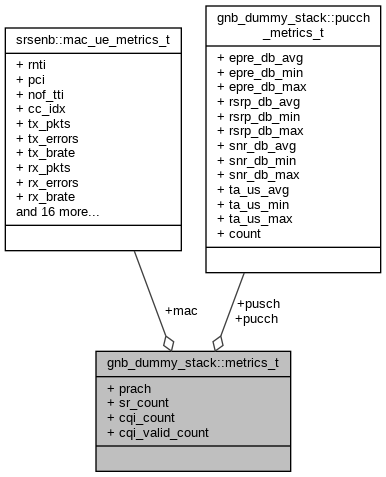 srsenb::mac_ue_metrics_t
+ rnti
+ pci
+ nof_tti
+ cc_idx
+ tx_pkts
+ tx_errors
+ tx_brate
+ rx_pkts
+ rx_errors
+ rx_brate
and 16 more...
gnb_dummy_stack::pucch
_metrics_t
+ epre_db_avg
+ epre_db_min
+ epre_db_max
+ rsrp_db_avg
+ rsrp_db_min
+ rsrp_db_max
+ snr_db_avg
+ snr_db_min
+ snr_db_max
+ ta_us_avg
+ ta_us_min
+ ta_us_max
+ count
+mac
+pusch
+pucch
gnb_dummy_stack::metrics_t
+ prach
+ sr_count
+ cqi_count
+ cqi_valid_count